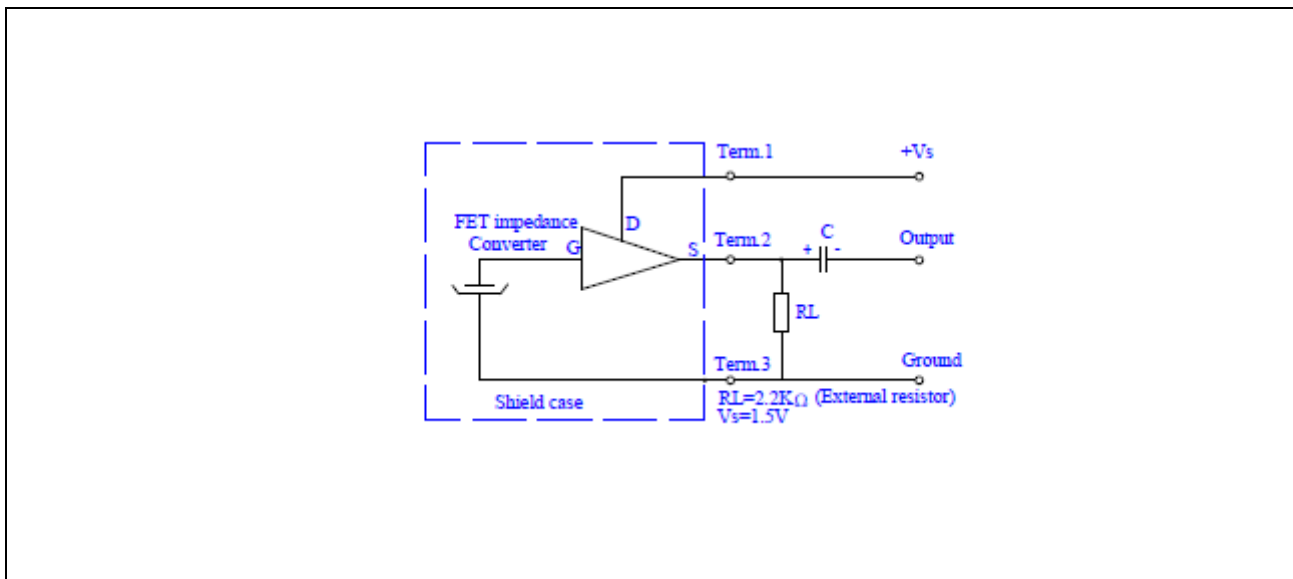 Term.1
+Vs
FET impedance
Converter
D
G
S
Term.2
+
C
-
Output
RL
Term.3
Ground
Shield case
RL=2.2KΩ (External resistor)
Vs=1.5V